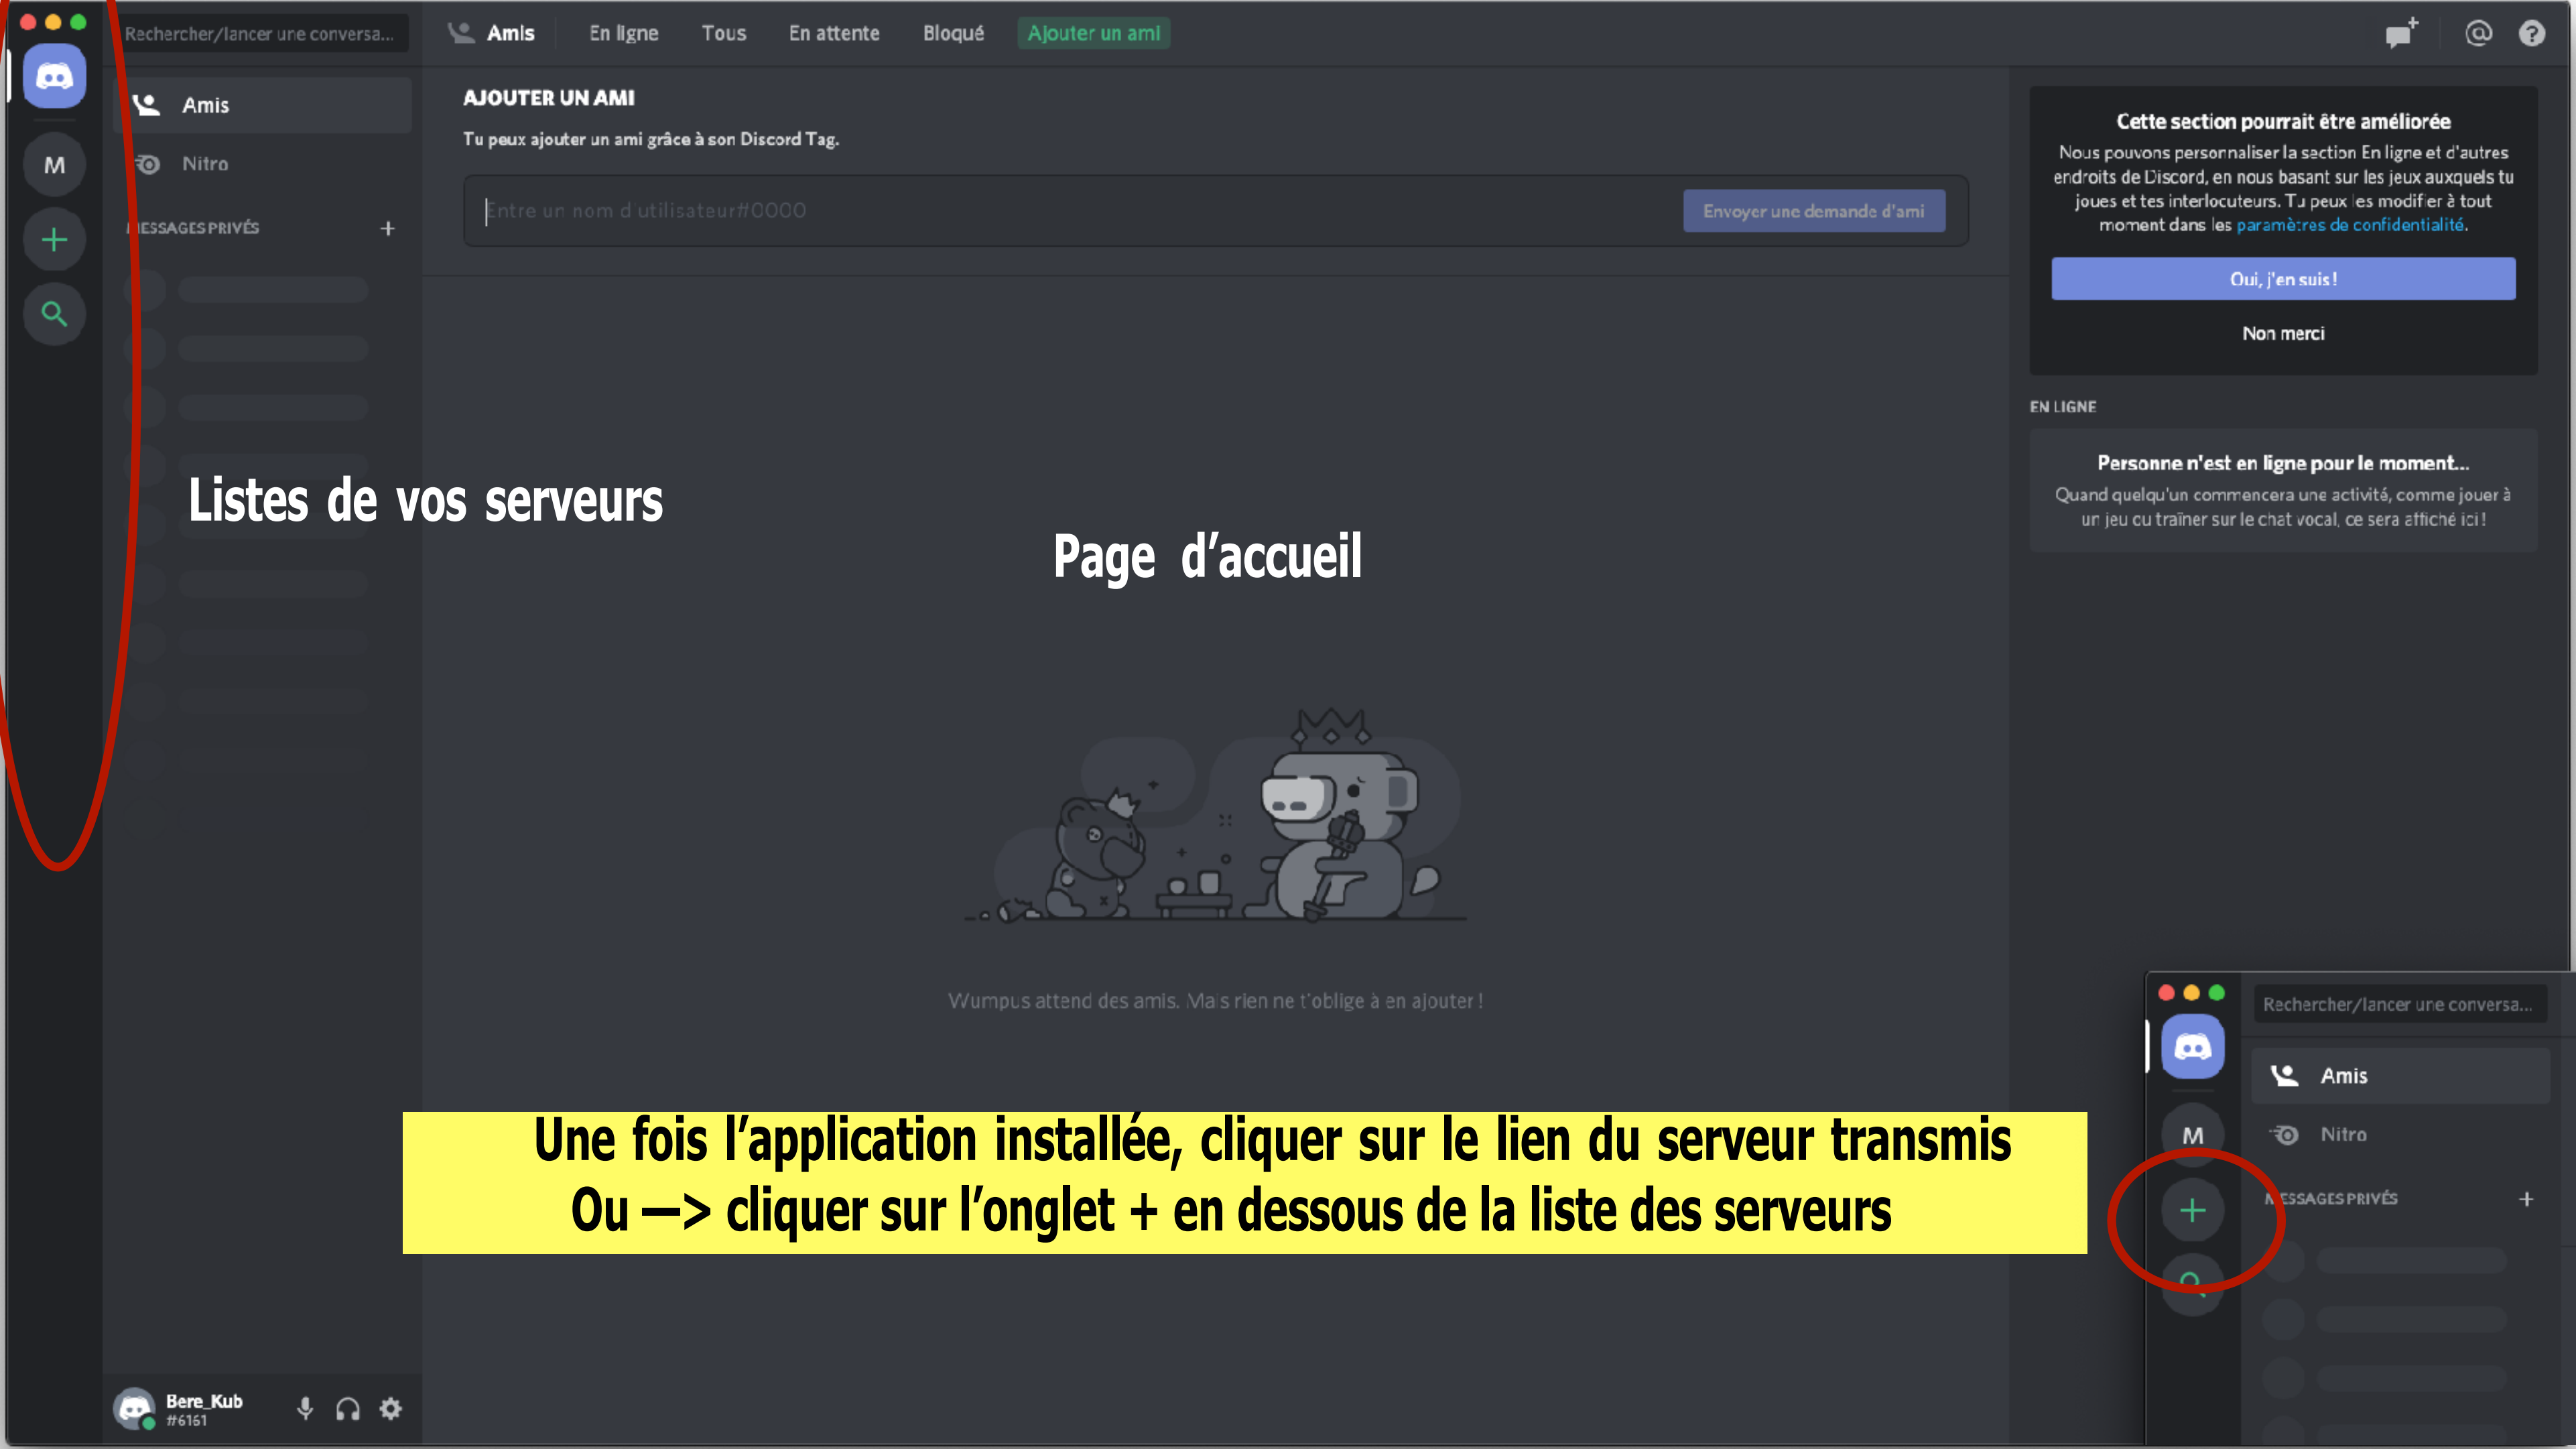 Rechercher/lancer une conversa...
Amis
En ligne
Tous
En attente
Bloqué
Ajouter un ami
M
Amis
Nitro
MESSAGES PRIVÉS
AJOUTER UN AMI
Tu peux ajouter un ami grâce à son Discord Tag.
Entre un nom d'utilisateur#0000
Envoyer une demande d'ami
Cette section pourrait être améliorée
Nous pouvons personnaliser la section En ligne et d'autres
endroits de Discord, en nous basant sur les jeux auxquels tu
joues et tes interlocuteurs. Tu peux les modifier à tout
moment dans les paramètres de confidentialité.
Oui, j'en suis !
Non merci
EN LIGNE
Personne n'est en ligne pour le moment...
Quand quelqu'un commencera une activité, comme jouer à
un jeu ou traîner sur le chat vocal, ce sera affiché ici !
Listes de vos serveurs
Page d’accueil
Wumpus attend des amis. Mais rien ne t'oblige à en ajouter !
Une fois l’application installée, cliquer sur le lien du serveur transmis
Ou —> cliquer sur l’onglet + en dessous de la liste des serveurs
Rechercher/lancer une conversa...
Amis
M
Nitro
MESSAGES PRIVÉS
Bere_Kub
#6161